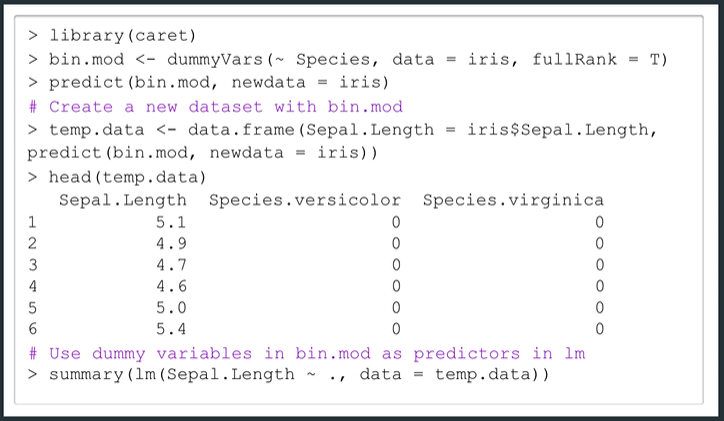 > library(caret)
> bin.mod <- dummyVars(~ Species, data = iris, fullRank = T)
> predict(bin.mod, newdata = iris)
# Create a new dataset with bin.mod
> temp.data <- data.frame(Sepal.Length = iris$Sepal.Length,
predict(bin.mod, newdata = iris))
> head(temp.data)
Sepal.Length Species.versicolor Species.virginica
1 5.1 0 0
2 4.9 0 0
3 4.7 0 0
4 4.6 0 0
5 5.0 0 0
6 5.4 0 0
# Use dummy variables in bin.mod as predictors in lm
> summary(lm(Sepal.Length ~ ., data = temp.data))